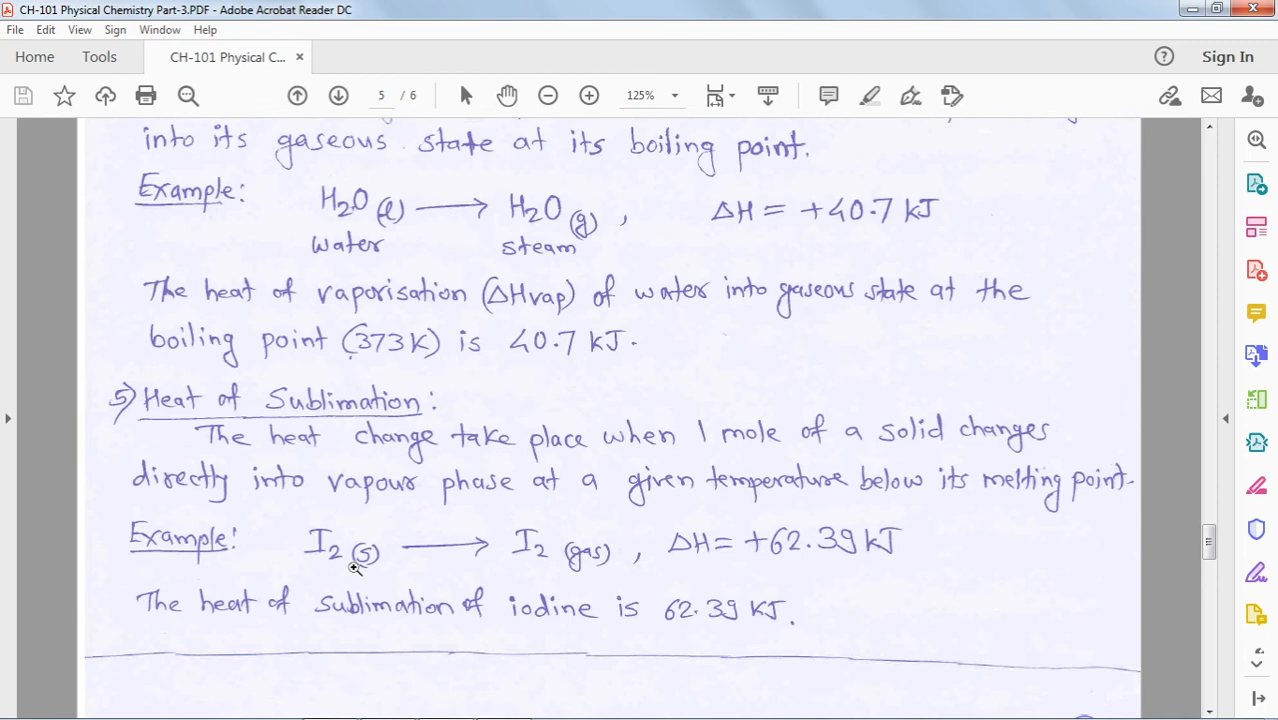 CH-101 Physical Chemistry Part-3.PDF - Adobe Acrobat Reader DC
File Edit View Sign Window Help
Home Tools CH-101 Physical C... × Sign In
5 / 6 125%
into its gaseous state at its boiling point.
Example: H2O (l) ⟶ H2O (g), ΔH = +40.7 KJ
water steam
The heat of vaporisation (ΔHvap) of water into gaseous state at the
boiling point (373K) is 40.7 KJ.
5) Heat of Sublimation:
The heat change take place when 1 mole of a solid changes
directly into vapour phase at a given temperature below its melting point.
Example: I2 (s) ⟶ I2 (gas), ΔH = +62.39 KJ
The heat of sublimation of iodine is 62.39 KJ.